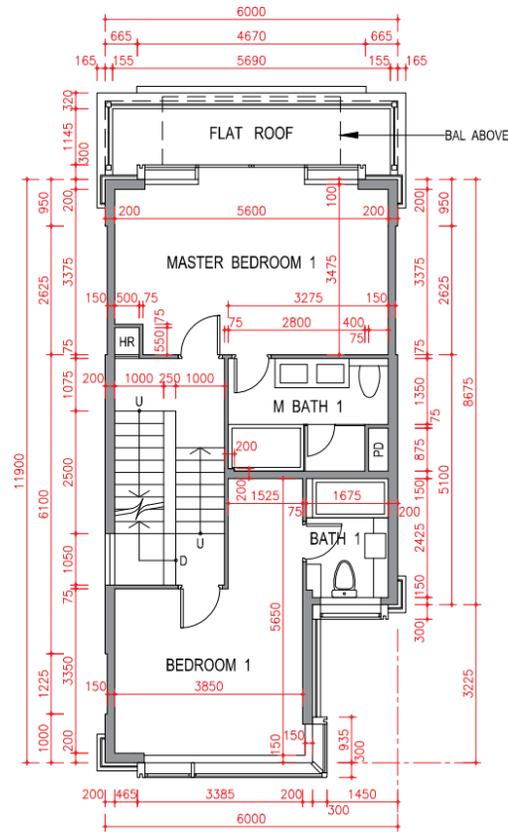 6000
665 4670 665
165 155 5690 155 165
320
1145
300
FLAT ROOF
BAL ABOVE
200
100
200
950
200 5600 200
950
3375
MASTER BEDROOM 1
3475
3375
2625
2625
150 500 75
3275 150
75
550
HR
75 2800 400
75
75
75
1075
200 1000 250 1000
1350
8675
U
M BATH 1
75
11900
2500
200
875
PD
5100
6100
200
1525 75 1675
150
200
BATH 1
2425
U
D
1050
75
150
300
5650
BEDROOM 1
3350
150 3850
1225
3225
1000
200
150
150
935
300
200 465 3385 200 1450
300
6000